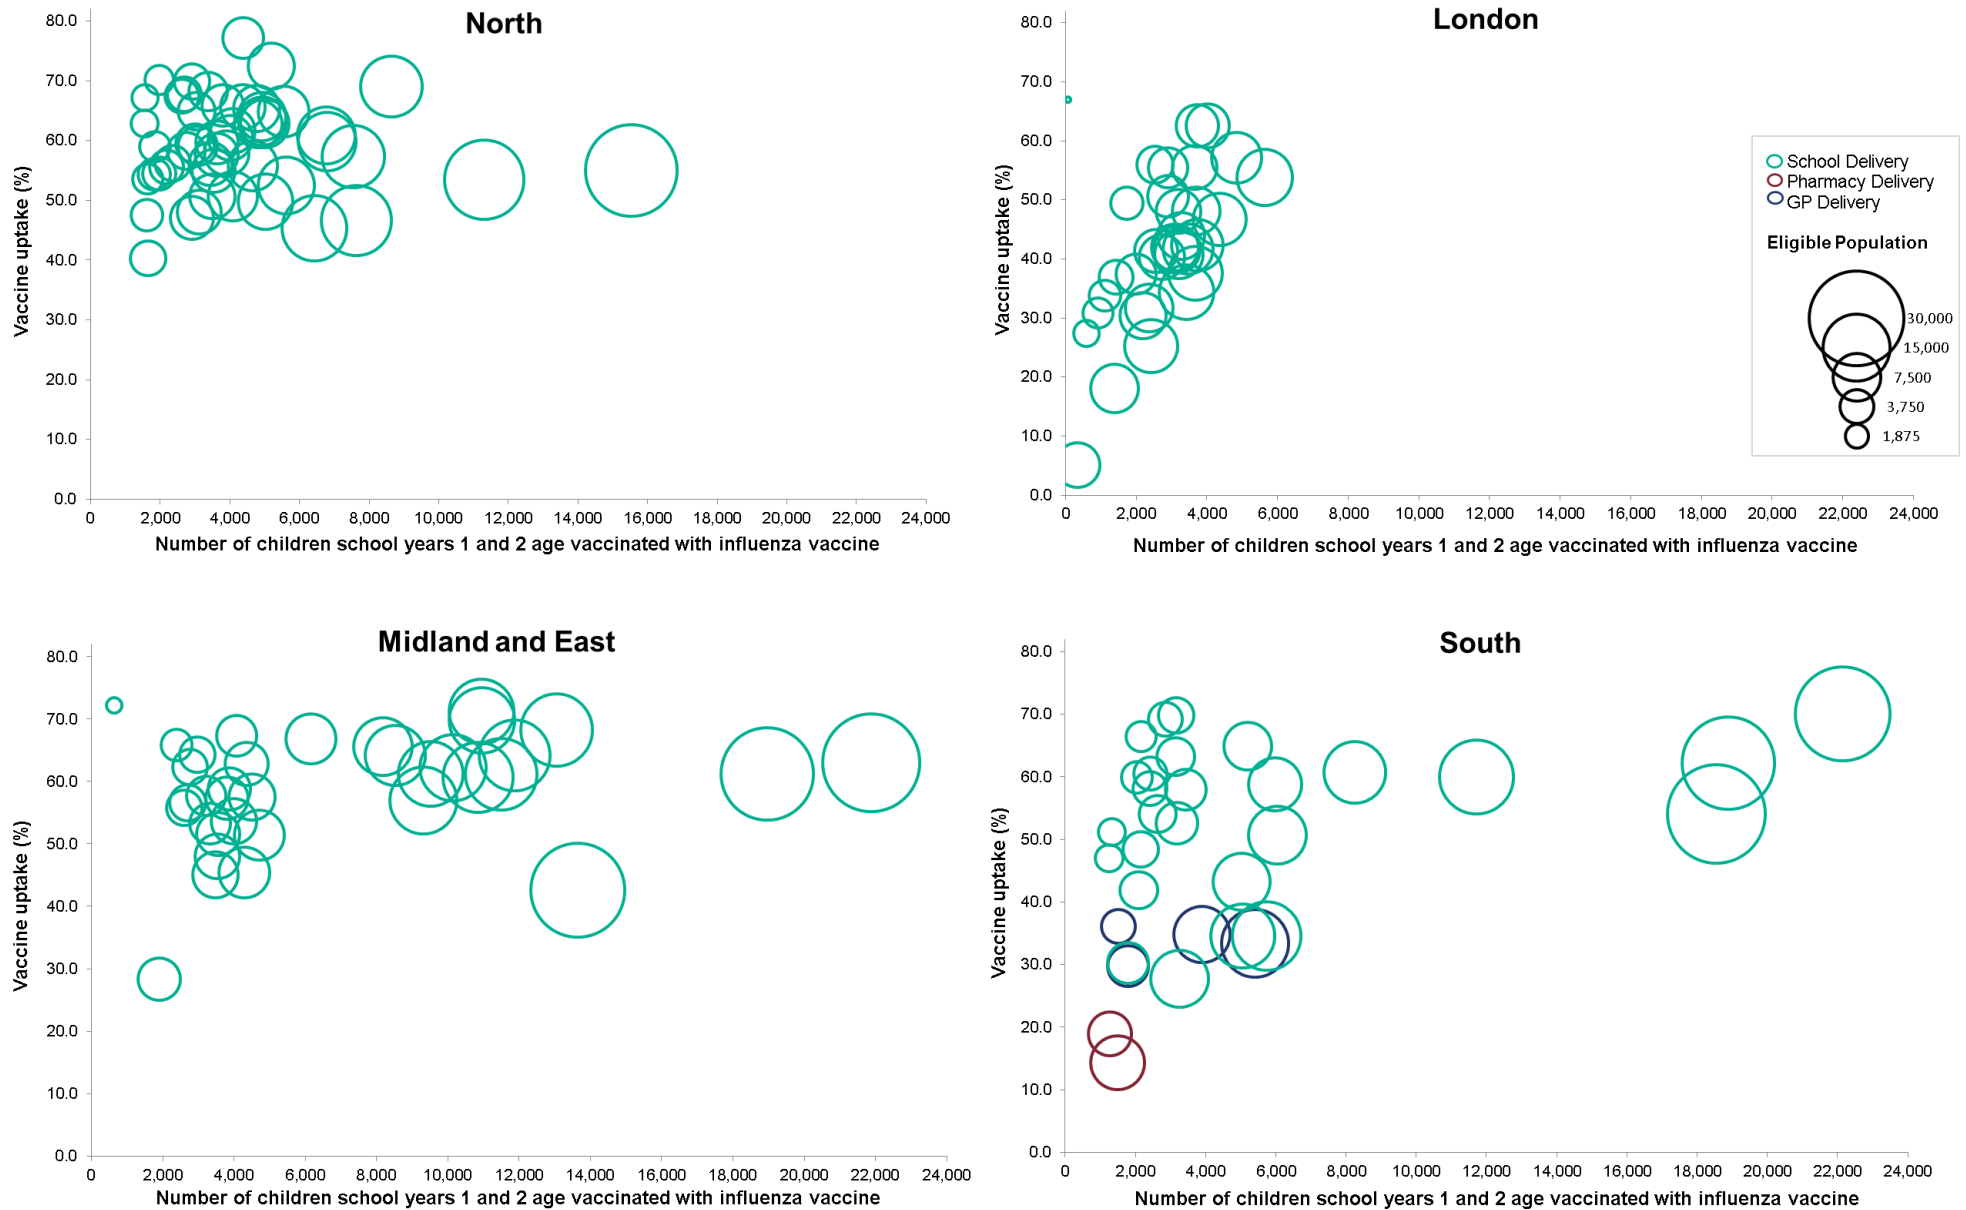 North
80.0
70.0
60.0
50.0
40.0
30.0
20.0
10.0
0.0
Vaccine uptake (%)
0 2,000 4,000 6,000 8,000 10,000 12,000 14,000 16,000 18,000 20,000 22,000 24,000
Number of children school years 1 and 2 age vaccinated with influenza vaccine
London
80.0
70.0
60.0
50.0
40.0
30.0
20.0
10.0
0.0
Vaccine uptake (%)
0 2,000 4,000 6,000 8,000 10,000 12,000 14,000 16,000 18,000 20,000 22,000 24,000
Number of children school years 1 and 2 age vaccinated with influenza vaccine
School Delivery
Pharmacy Delivery
GP Delivery
Eligible Population
30,000
15,000
7,500
3,750
1,875
Midland and East
80.0
70.0
60.0
50.0
40.0
30.0
20.0
10.0
0.0
Vaccine uptake (%)
0 2,000 4,000 6,000 8,000 10,000 12,000 14,000 16,000 18,000 20,000 22,000 24,000
Number of children school years 1 and 2 age vaccinated with influenza vaccine
South
80.0
70.0
60.0
50.0
40.0
30.0
20.0
10.0
0.0
Vaccine uptake (%)
0 2,000 4,000 6,000 8,000 10,000 12,000 14,000 16,000 18,000 20,000 22,000 24,000
Number of children school years 1 and 2 age vaccinated with influenza vaccine